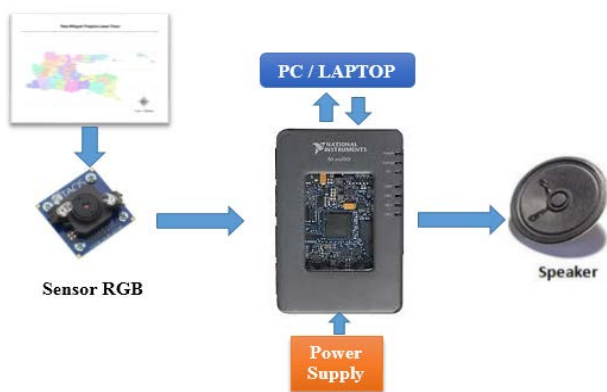 PC / LAPTOP
NATIONAL
INSTRUMENTS
Sensor RGB
Speaker
Power
Supply